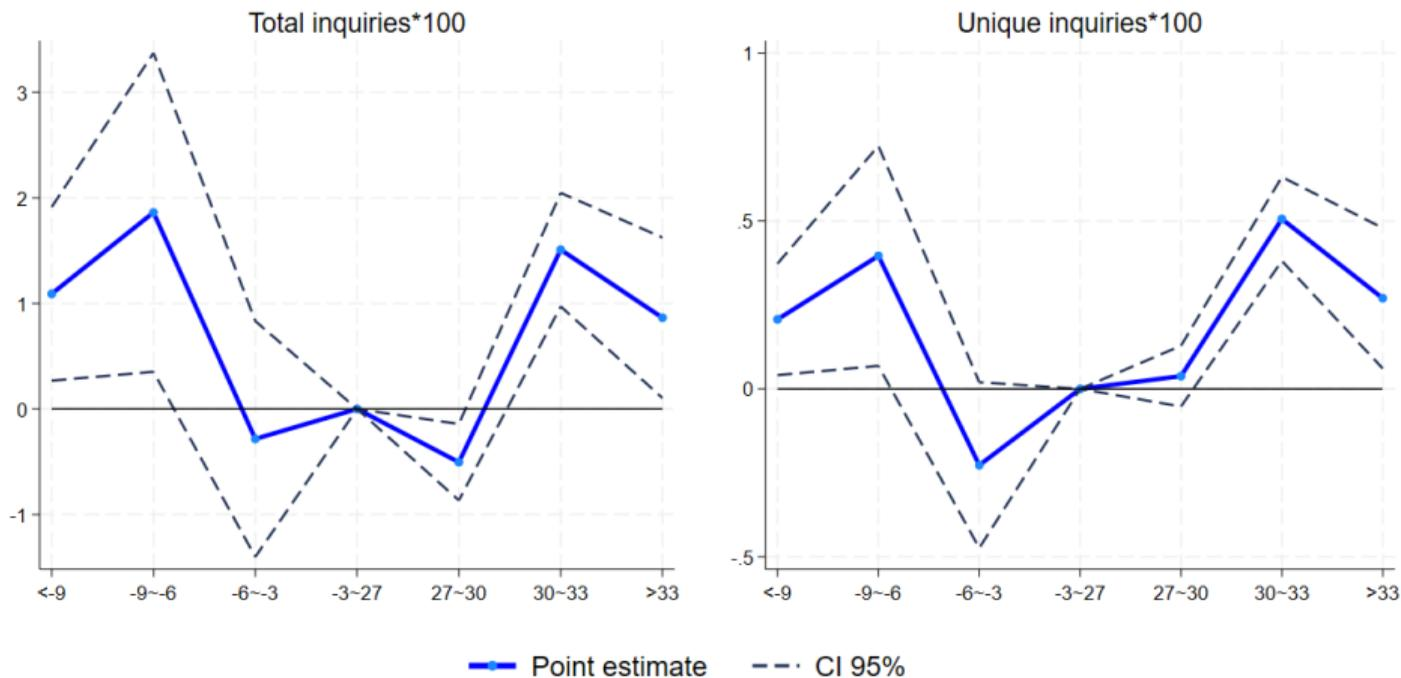 Total inquiries*100
3
2
1
0
-1
<-9 -9~-6 -6~-3 -3~27 27~30 30~33 >33
Unique inquiries*100
1
.5
0
-.5
<-9 -9~-6 -6~-3 -3~27 27~30 30~33 >33
Point estimate CI 95%